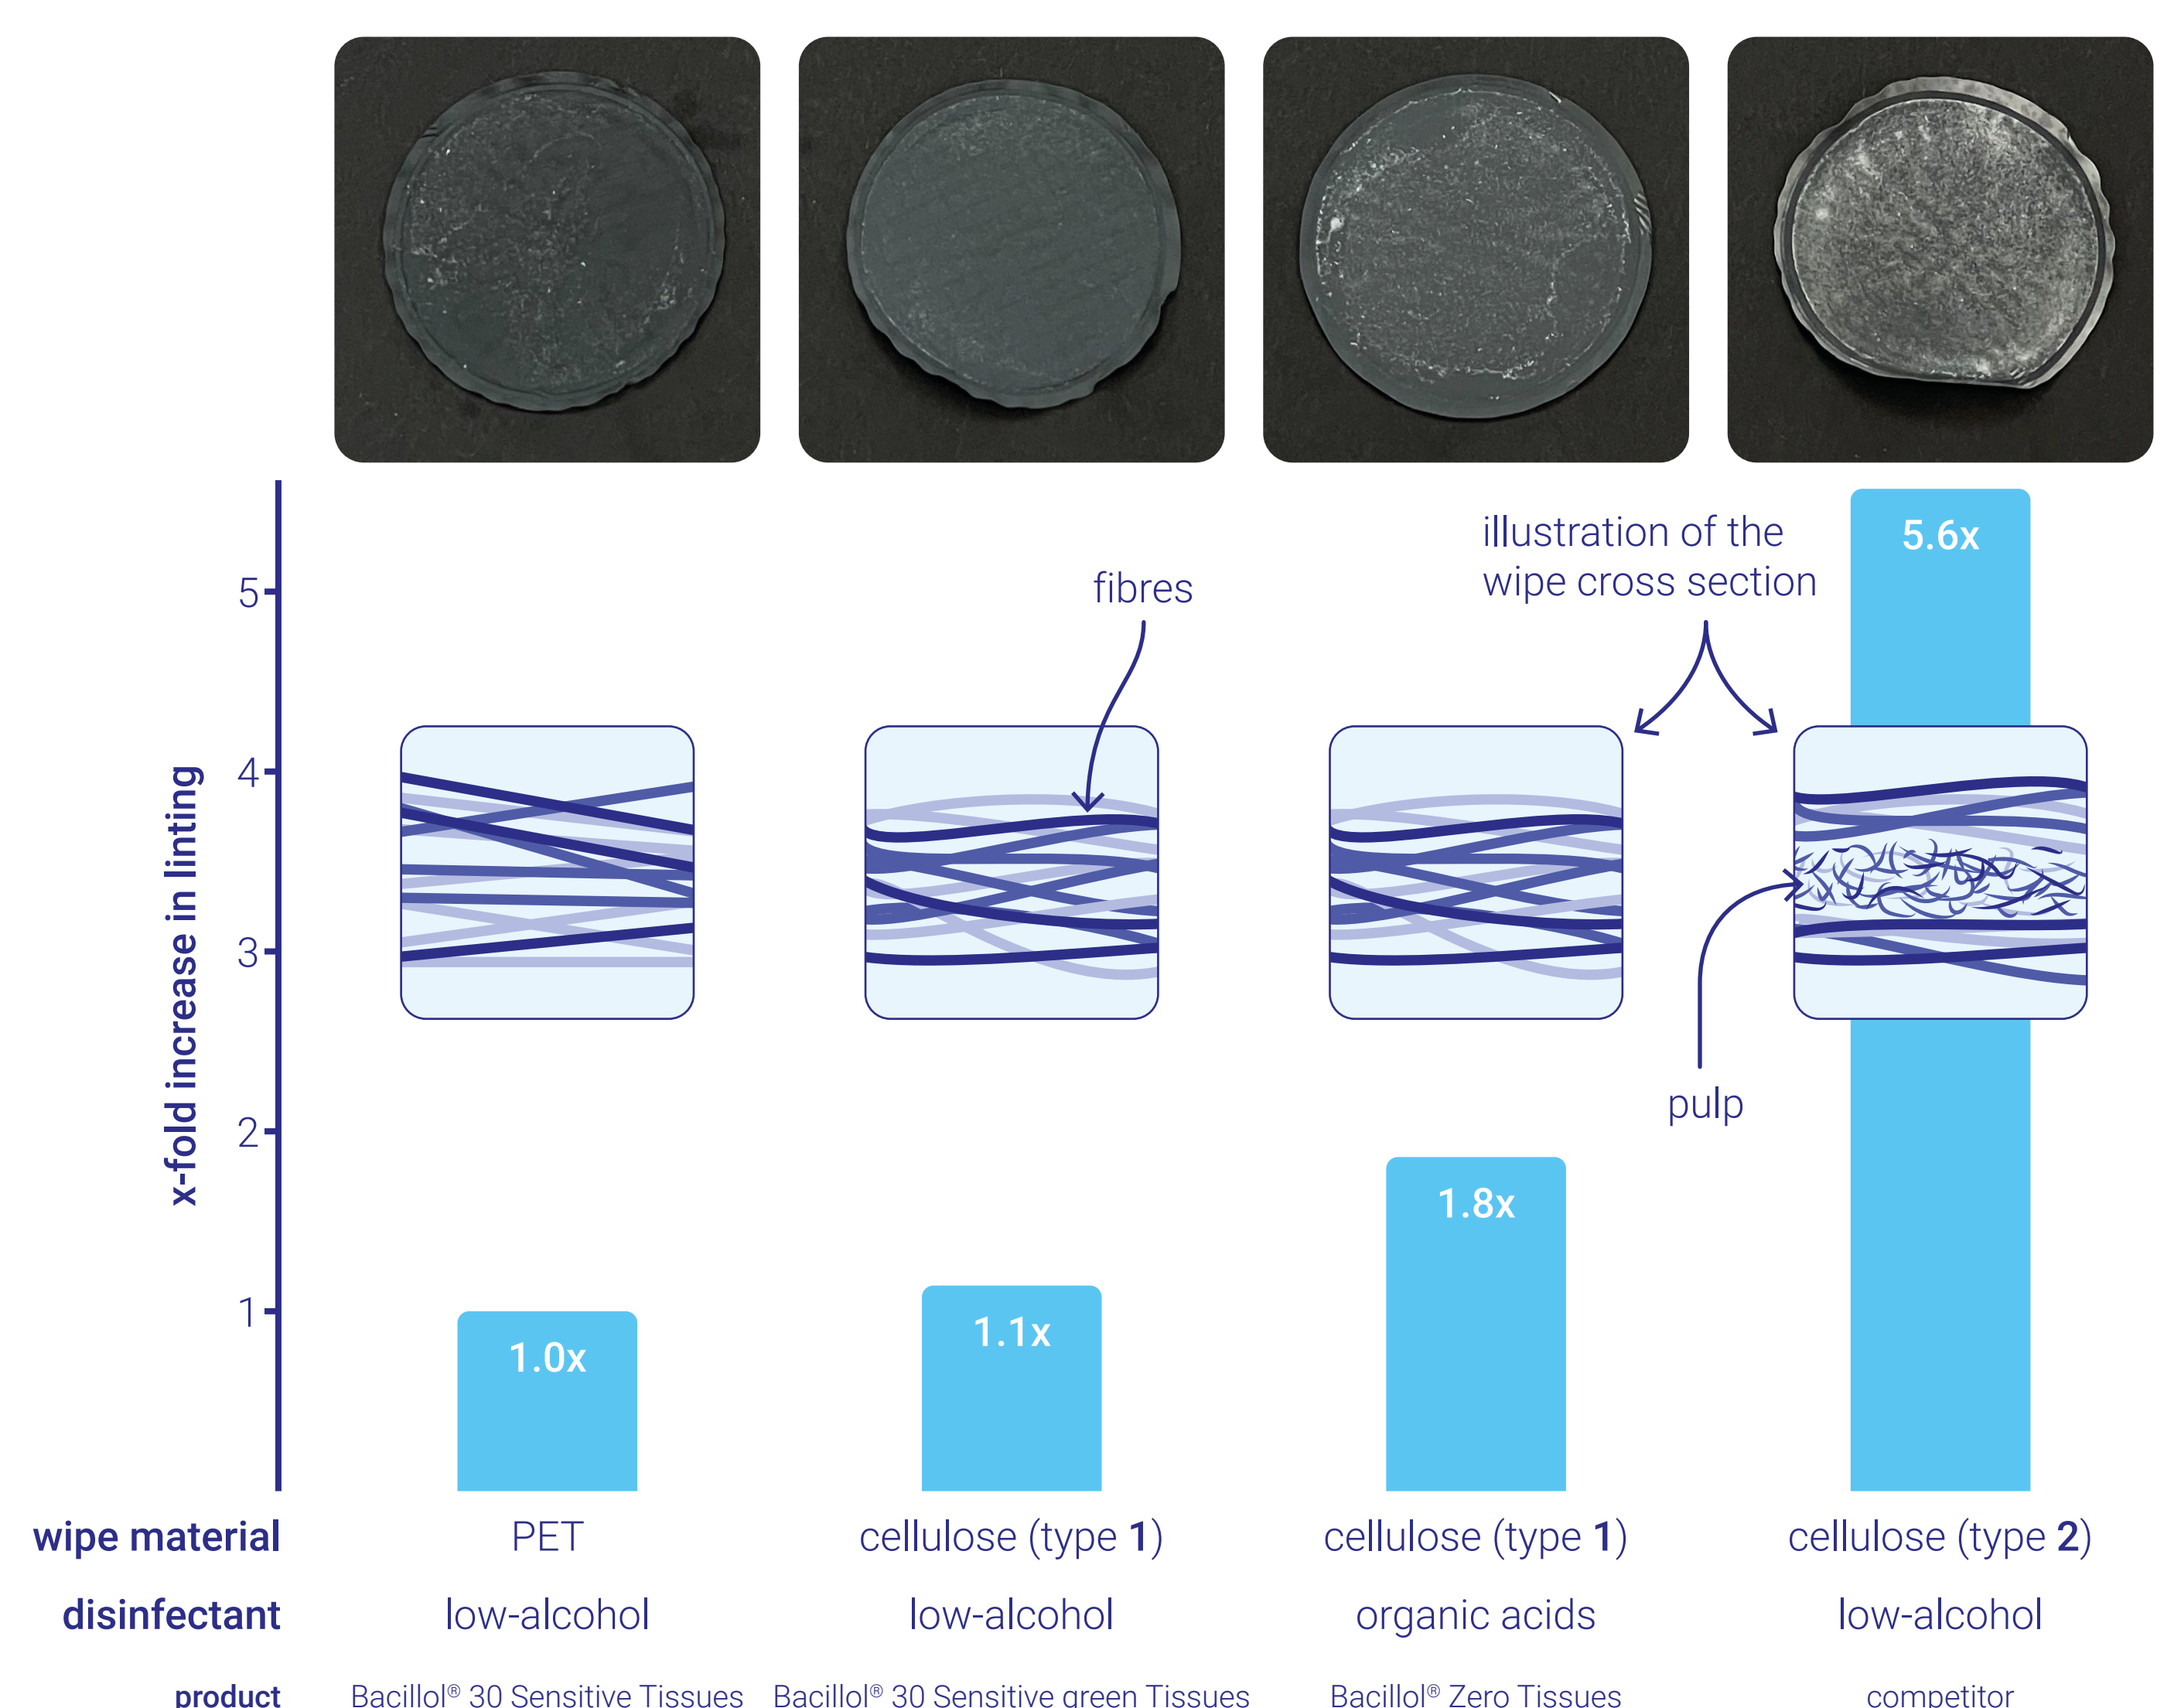 illustration of the
wipe cross section
5.6x
fibres
5
4
3
2
1
x-fold increase in linting
pulp
1.8x
1.1x
1.0x
wipe material PET cellulose (type 1) cellulose (type 1) cellulose (type 2)
disinfectant low-alcohol low-alcohol organic acids low-alcohol
product Bacillol® 30 Sensitive Tissues Bacillol® 30 Sensitive green Tissues Bacillol® Zero Tissues competitor